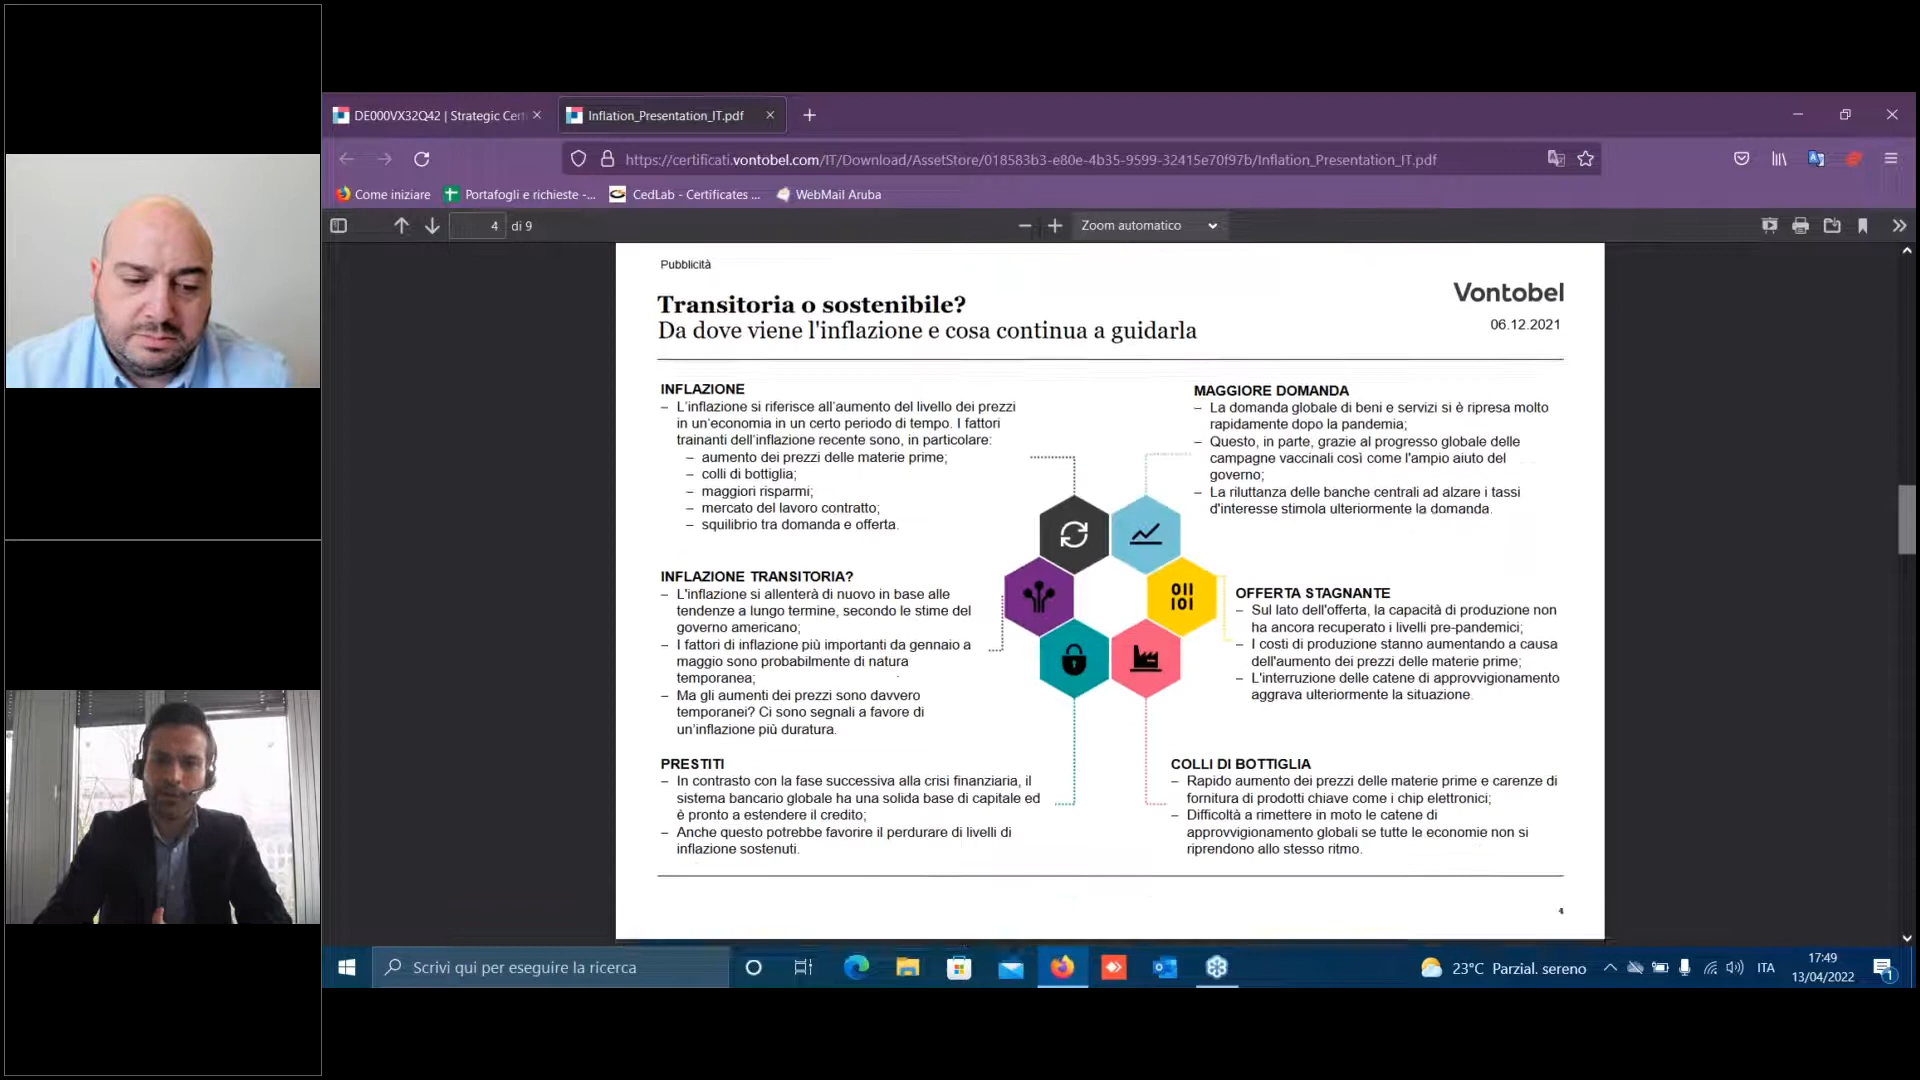 DE000VX32Q42 | Strategic Cert
Inflation_Presentation_IT.pdf
https://certificati.vontobel.com/IT/Download/AssetStore/018583b3-e80e-4b35-9599-32415e70f97b/Inflation_Presentation_IT.pdf
Come iniziare
Portafogli e richieste -...
CedLab - Certificates ...
WebMail Aruba
4 di 9
Zoom automatico
Pubblicità
Vontobel
06.12.2021
Transitoria o sostenibile?
Da dove viene l'inflazione e cosa continua a guidarla
INFLAZIONE
– L'inflazione si riferisce all'aumento del livello dei prezzi
in un'economia in un certo periodo di tempo. I fattori
trainanti dell'inflazione recente sono, in particolare:
– aumento dei prezzi delle materie prime;
– colli di bottiglia;
– maggiori risparmi;
– mercato del lavoro contratto;
– squilibrio tra domanda e offerta.
MAGGIORE DOMANDA
– La domanda globale di beni e servizi si è ripresa molto
rapidamente dopo la pandemia;
– Questo, in parte, grazie al progresso globale delle
campagne vaccinali così come l'ampio aiuto del
governo;
– La riluttanza delle banche centrali ad alzare i tassi
d'interesse stimola ulteriormente la domanda.
INFLAZIONE TRANSITORIA?
– L'inflazione si allenterà di nuovo in base alle
tendenze a lungo termine, secondo le stime del
governo americano;
– I fattori di inflazione più importanti da gennaio a
maggio sono probabilmente di natura
temporanea;
– Ma gli aumenti dei prezzi sono davvero
temporanei? Ci sono segnali a favore di
un'inflazione più duratura.
OFFERTA STAGNANTE
– Sul lato dell'offerta, la capacità di produzione non
ha ancora recuperato i livelli pre-pandemici;
– I costi di produzione stanno aumentando a causa
dell'aumento dei prezzi delle materie prime;
– L'interruzione delle catene di approvvigionamento
aggrava ulteriormente la situazione.
PRESTITI
– In contrasto con la fase successiva alla crisi finanziaria, il
sistema bancario globale ha una solida base di capitale ed
è pronto a estendere il credito;
– Anche questo potrebbe favorire il perdurare di livelli di
inflazione sostenuti.
COLLI DI BOTTIGLIA
– Rapido aumento dei prezzi delle materie prime e carenze di
fornitura di prodotti chiave come i chip elettronici;
– Difficoltà a rimettere in moto le catene di
approvvigionamento globali se tutte le economie non si
riprendono allo stesso ritmo.
4
Scrivi qui per eseguire la ricerca
23°C Parzial. sereno
ITA
17:49
13/04/2022
1